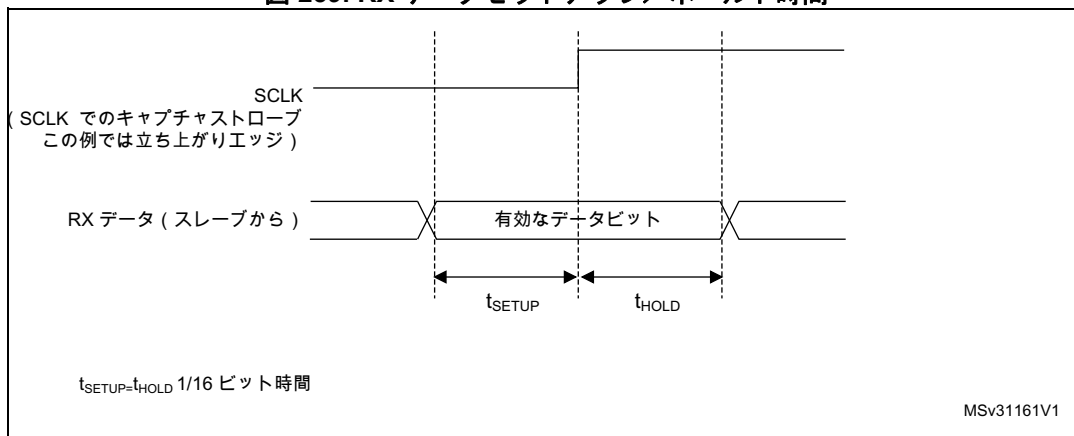 SCLK
( SCLK でのキャプチャストローブ
この例では立ち上がりエッジ )
RX データ ( スレーブから )
有効なデータビット
tSETUP
tHOLD
tSETUP=tHOLD 1/16 ビット時間
MSv31161V1